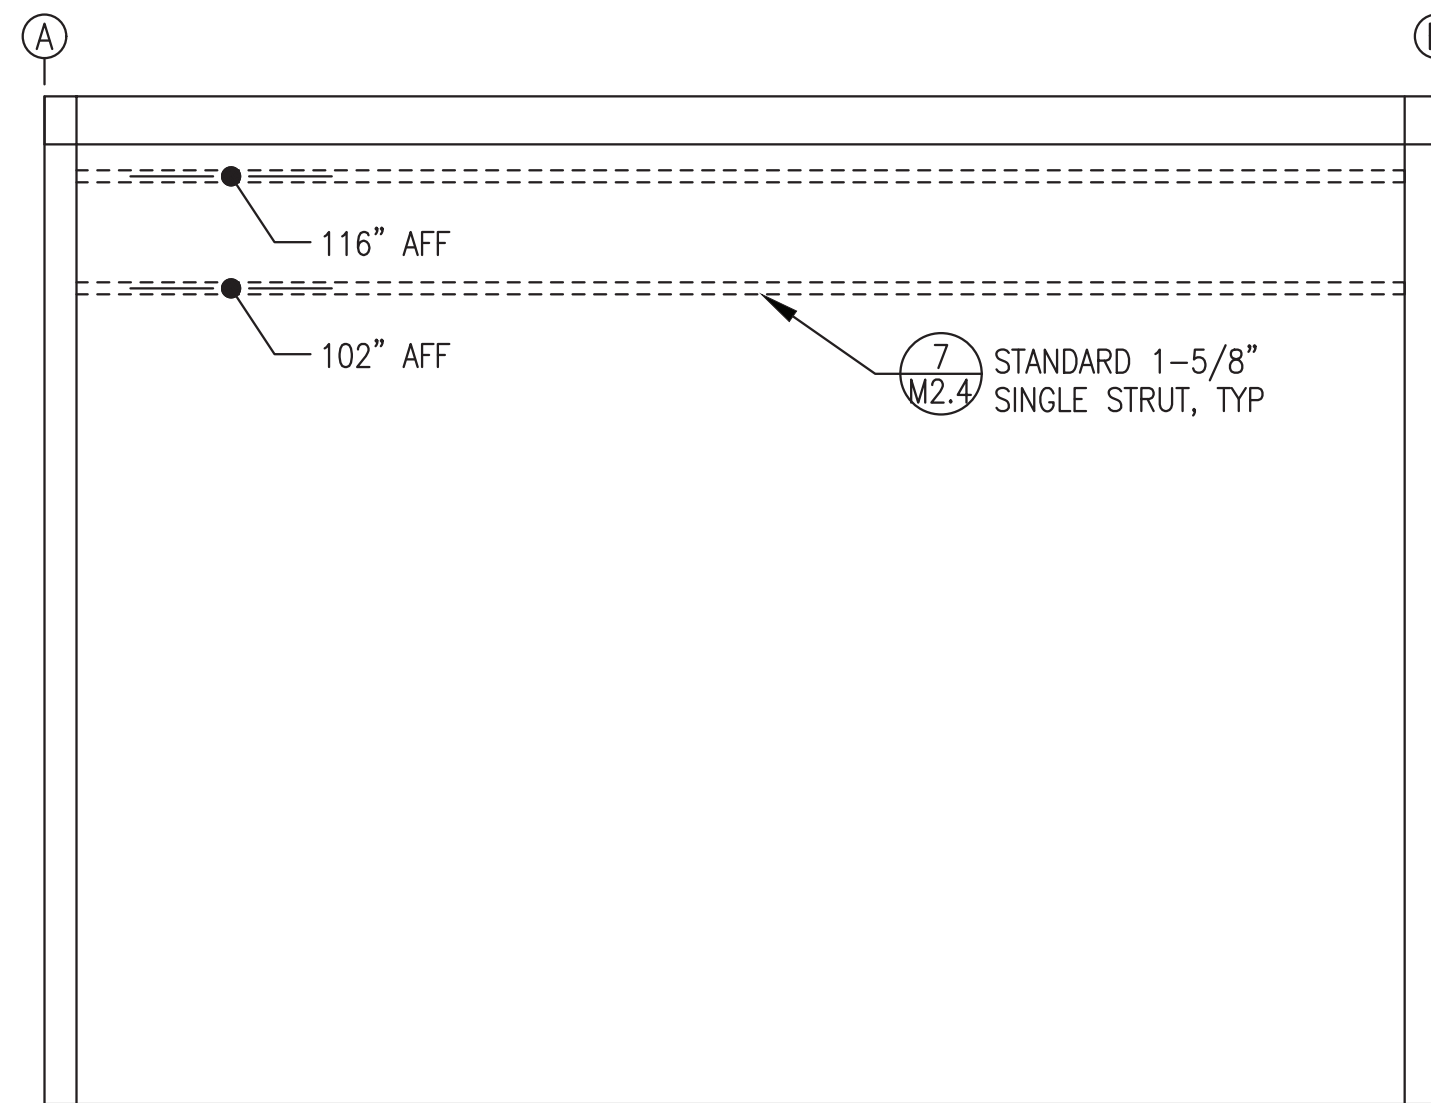 A
116” AFF
102” AFF
7
M2.4
STANDARD 1-5/8”
SINGLE STRUT, TYP